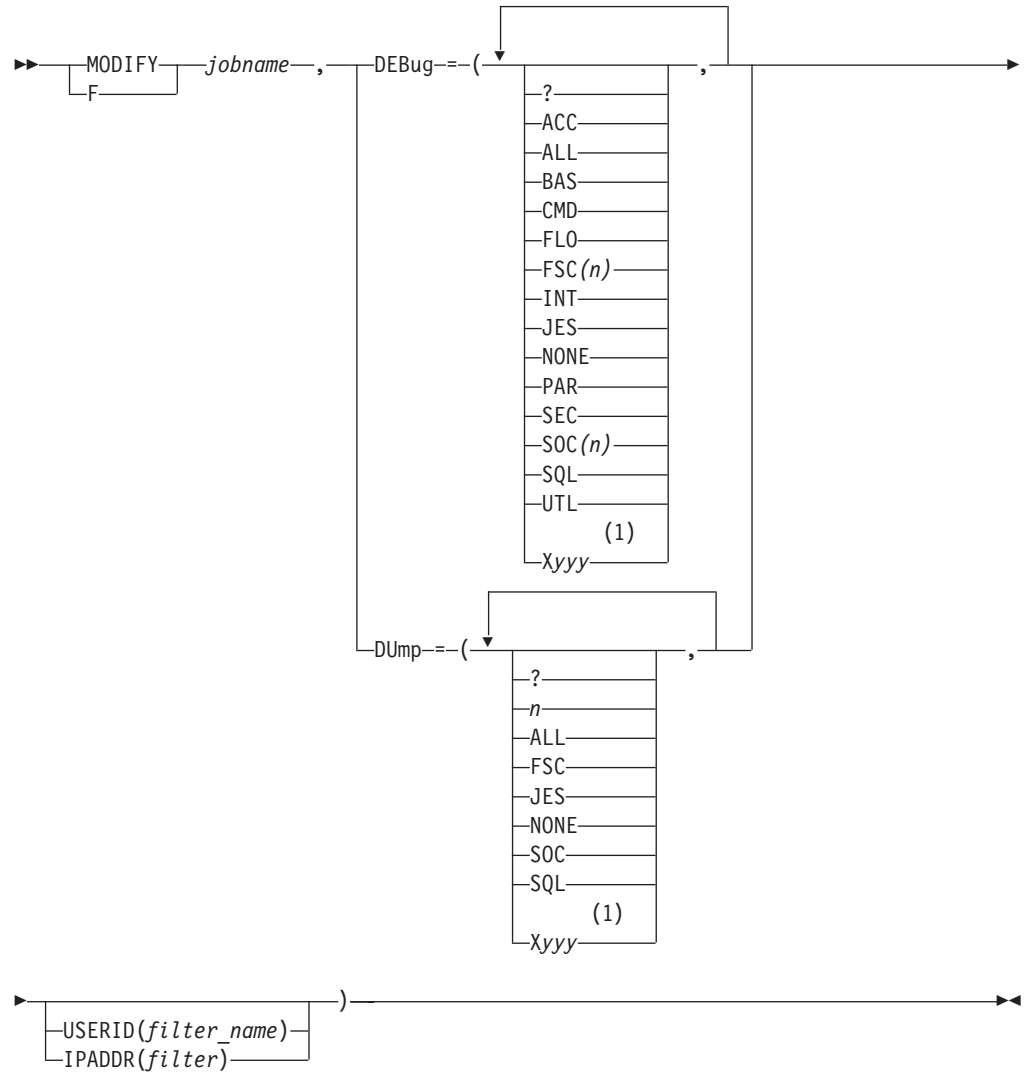 MODIFY jobname , DEBug = ( ,
F
?
ACC
ALL
BAS
CMD
FLO
FSC(n)
INT
JES
NONE
PAR
SEC
SOC(n)
SQL
UTL
(1)
Xyyy
DUmp = ( ,
?
n
ALL
FSC
JES
NONE
SOC
SQL
(1)
Xyyy
)
USERID(filter_name)
IPADDR(filter)